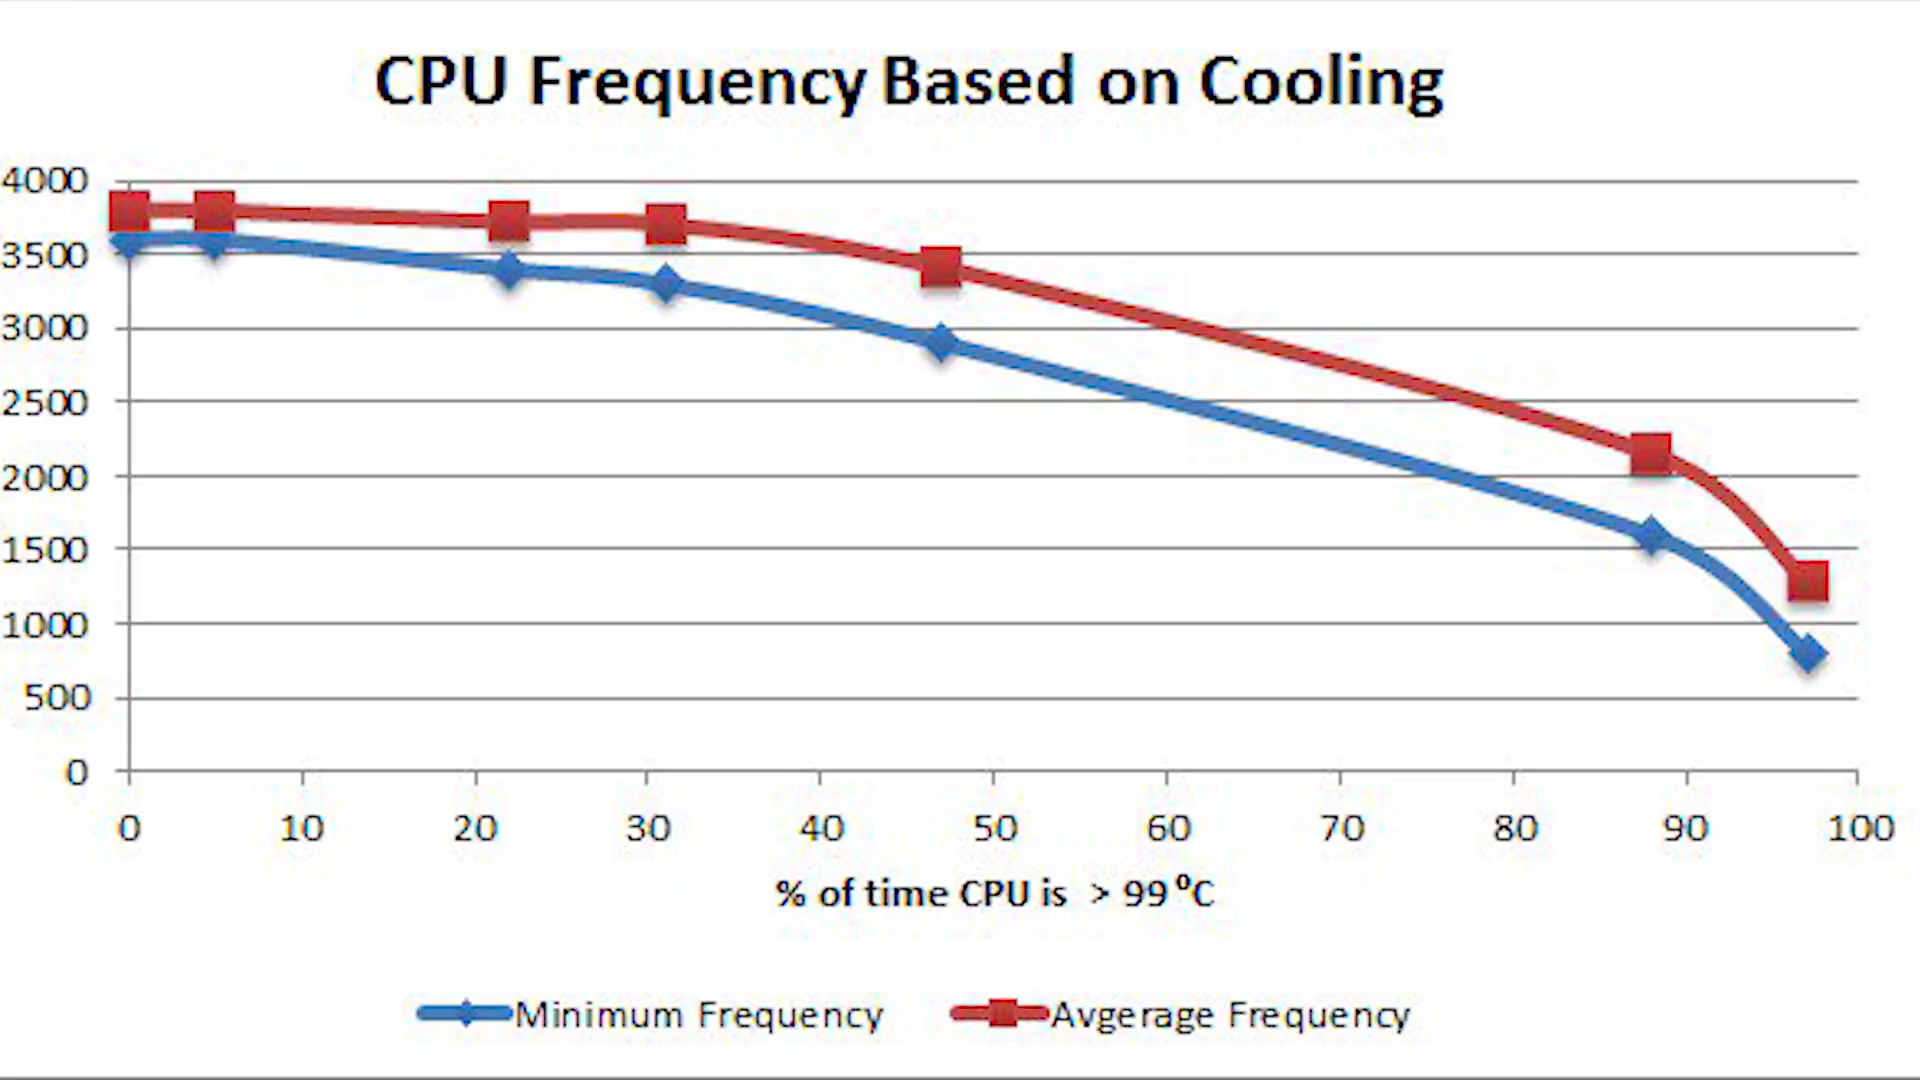 CPU Frequency Based on Cooling
4000
3500
3000
2500
2000
1500
1000
500
0
0 10 20 30 40 50 60 70 80 90 100
% of time CPU is > 99 ⁰C
Minimum Frequency Avgerage Frequency